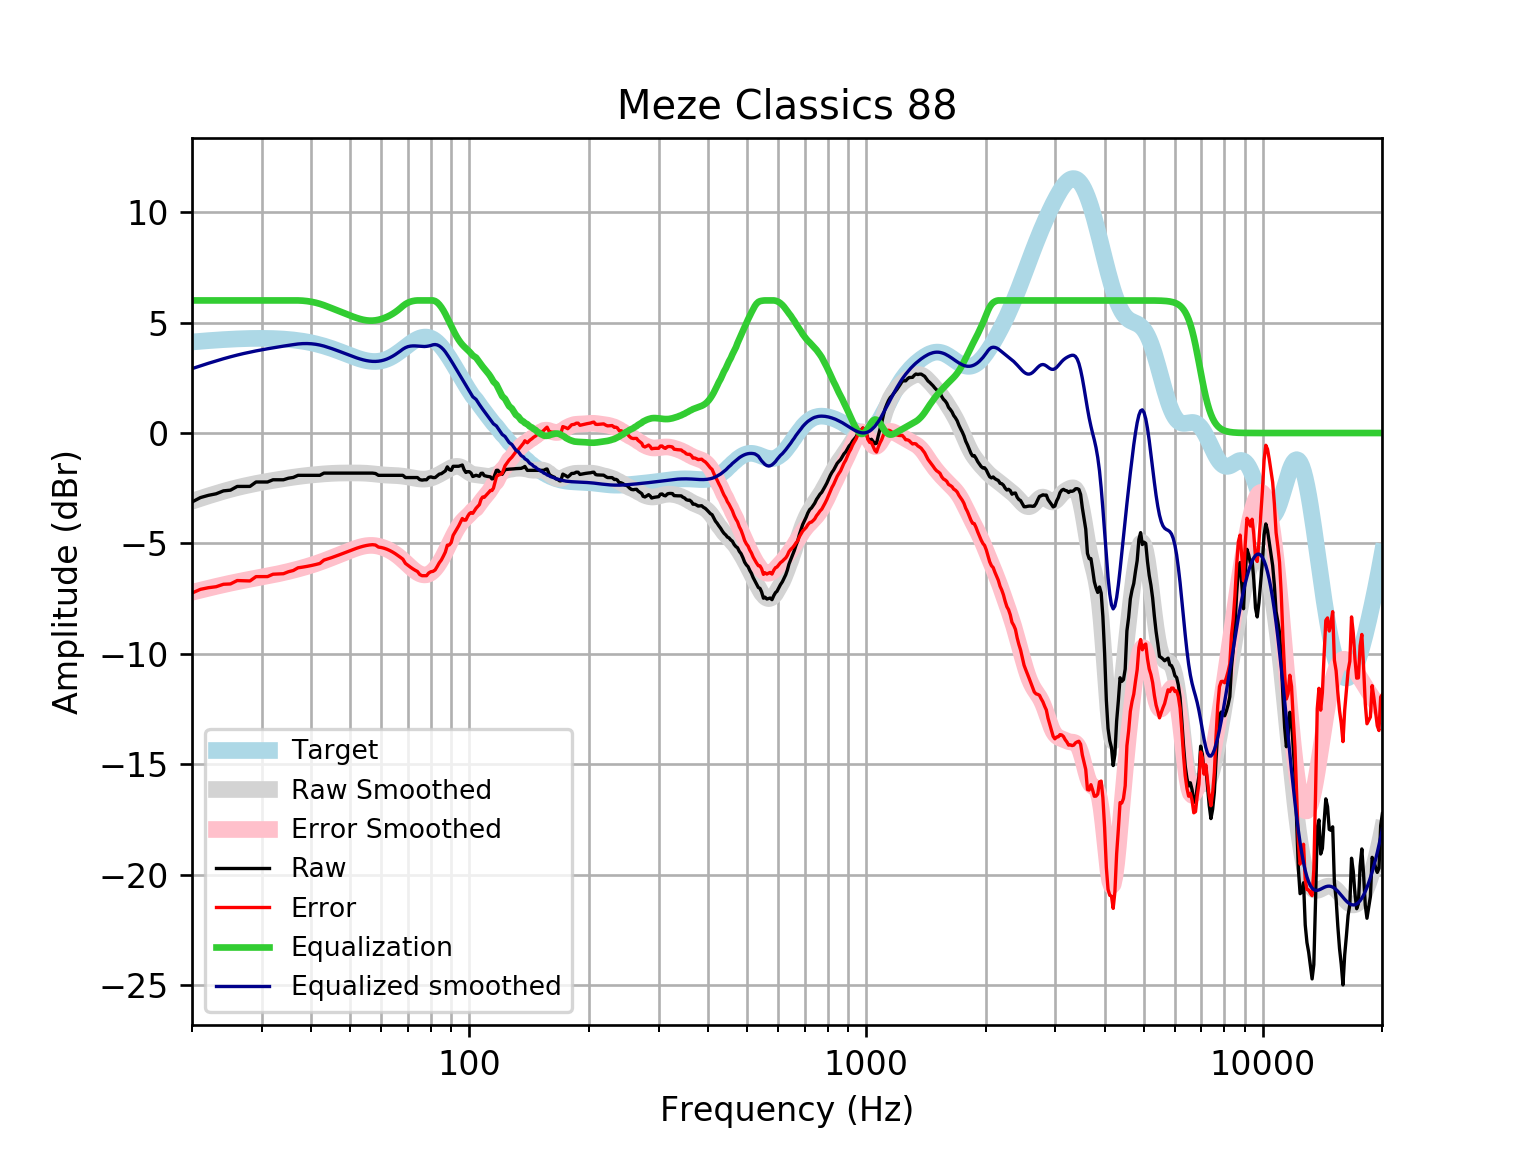 Meze Classics 88
Amplitude (dBr)
10
5
0
−5
−10
−15
−20
−25
Target
Raw Smoothed
Error Smoothed
Raw
Error
Equalization
Equalized smoothed
100
1000
10000
Frequency (Hz)